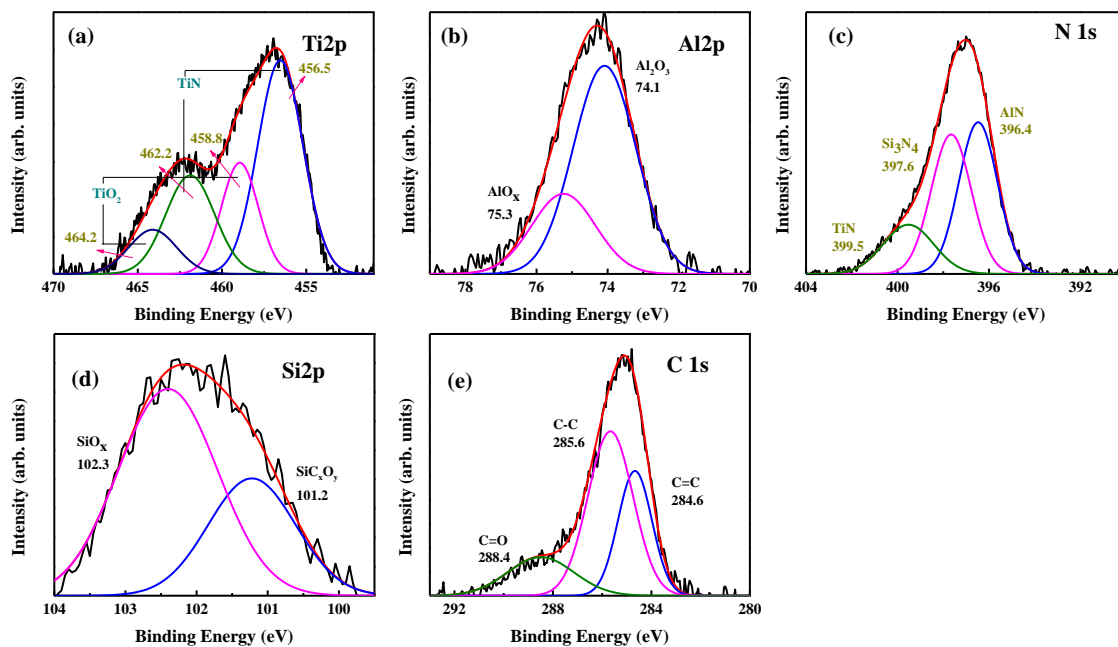 (a)
Ti2p
TiN
456.5
458.8
462.2
TiO₂
464.2
Intensity (arb. units)
470 465 460 455
Binding Energy (eV)
(b)
Al2p
Al₂O₃
74.1
AlOₓ
75.3
Intensity (arb. units)
78 76 74 72 70
Binding Energy (eV)
(c)
N 1s
AlN
396.4
Si₃N₄
397.6
TiN
399.5
Intensity (arb. units)
404 400 396 392
Binding Energy (eV)
(d)
Si2p
SiOₓ
102.3
SiCₓOᵧ
101.2
Intensity (arb. units)
104 103 102 101 100
Binding Energy (eV)
(e)
C 1s
C-C
285.6
C=C
284.6
C=O
288.4
Intensity (arb. units)
292 288 284 280
Binding Energy (eV)